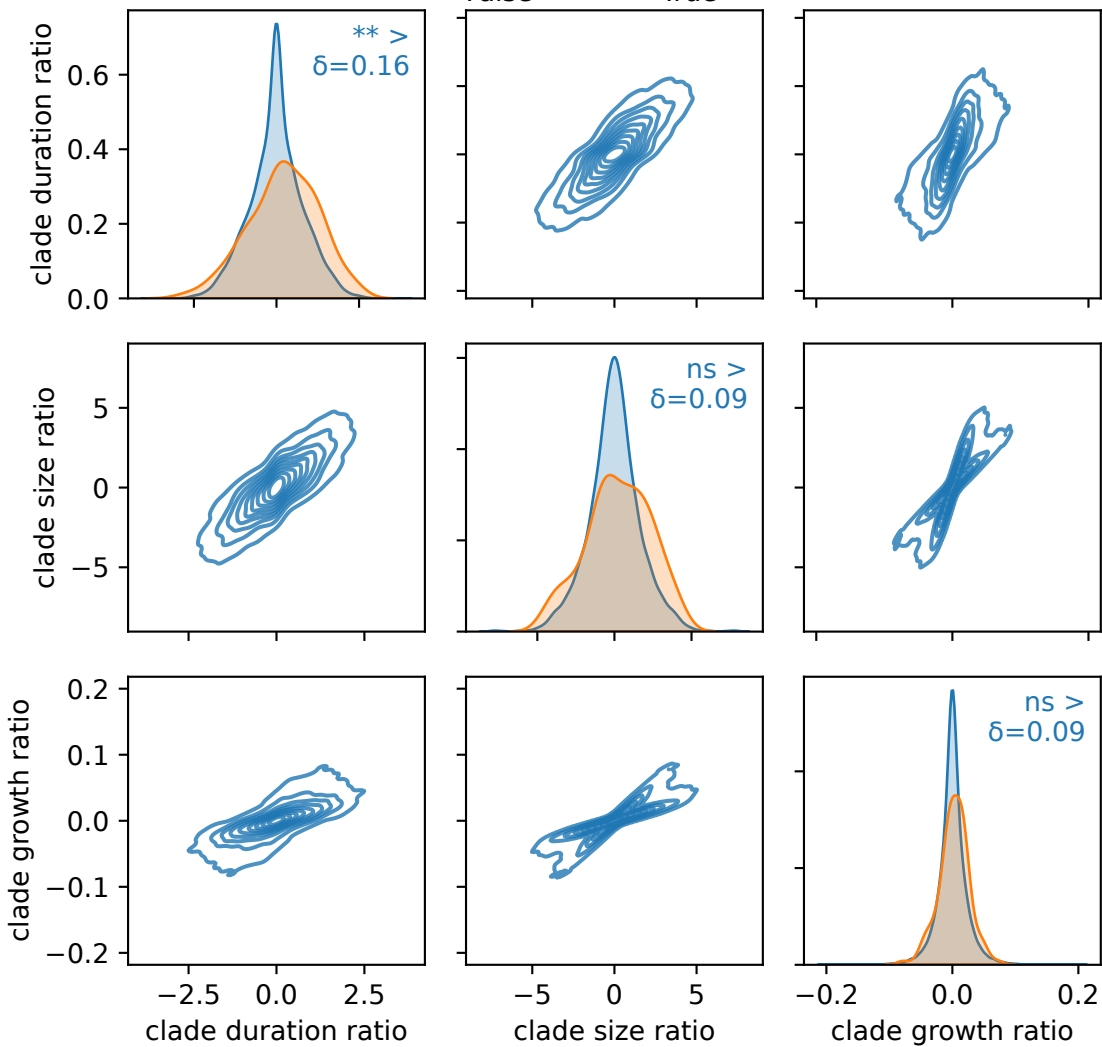 clade duration ratio
0.6
0.4
0.2
0.0
** >
δ=0.16
clade size ratio
5
0
−5
ns >
δ=0.09
clade growth ratio
0.2
0.1
0.0
−0.1
−0.2
ns >
δ=0.09
−2.5 0.0 2.5
−5 0 5
−0.2 0.0 0.2
clade duration ratio
clade size ratio
clade growth ratio